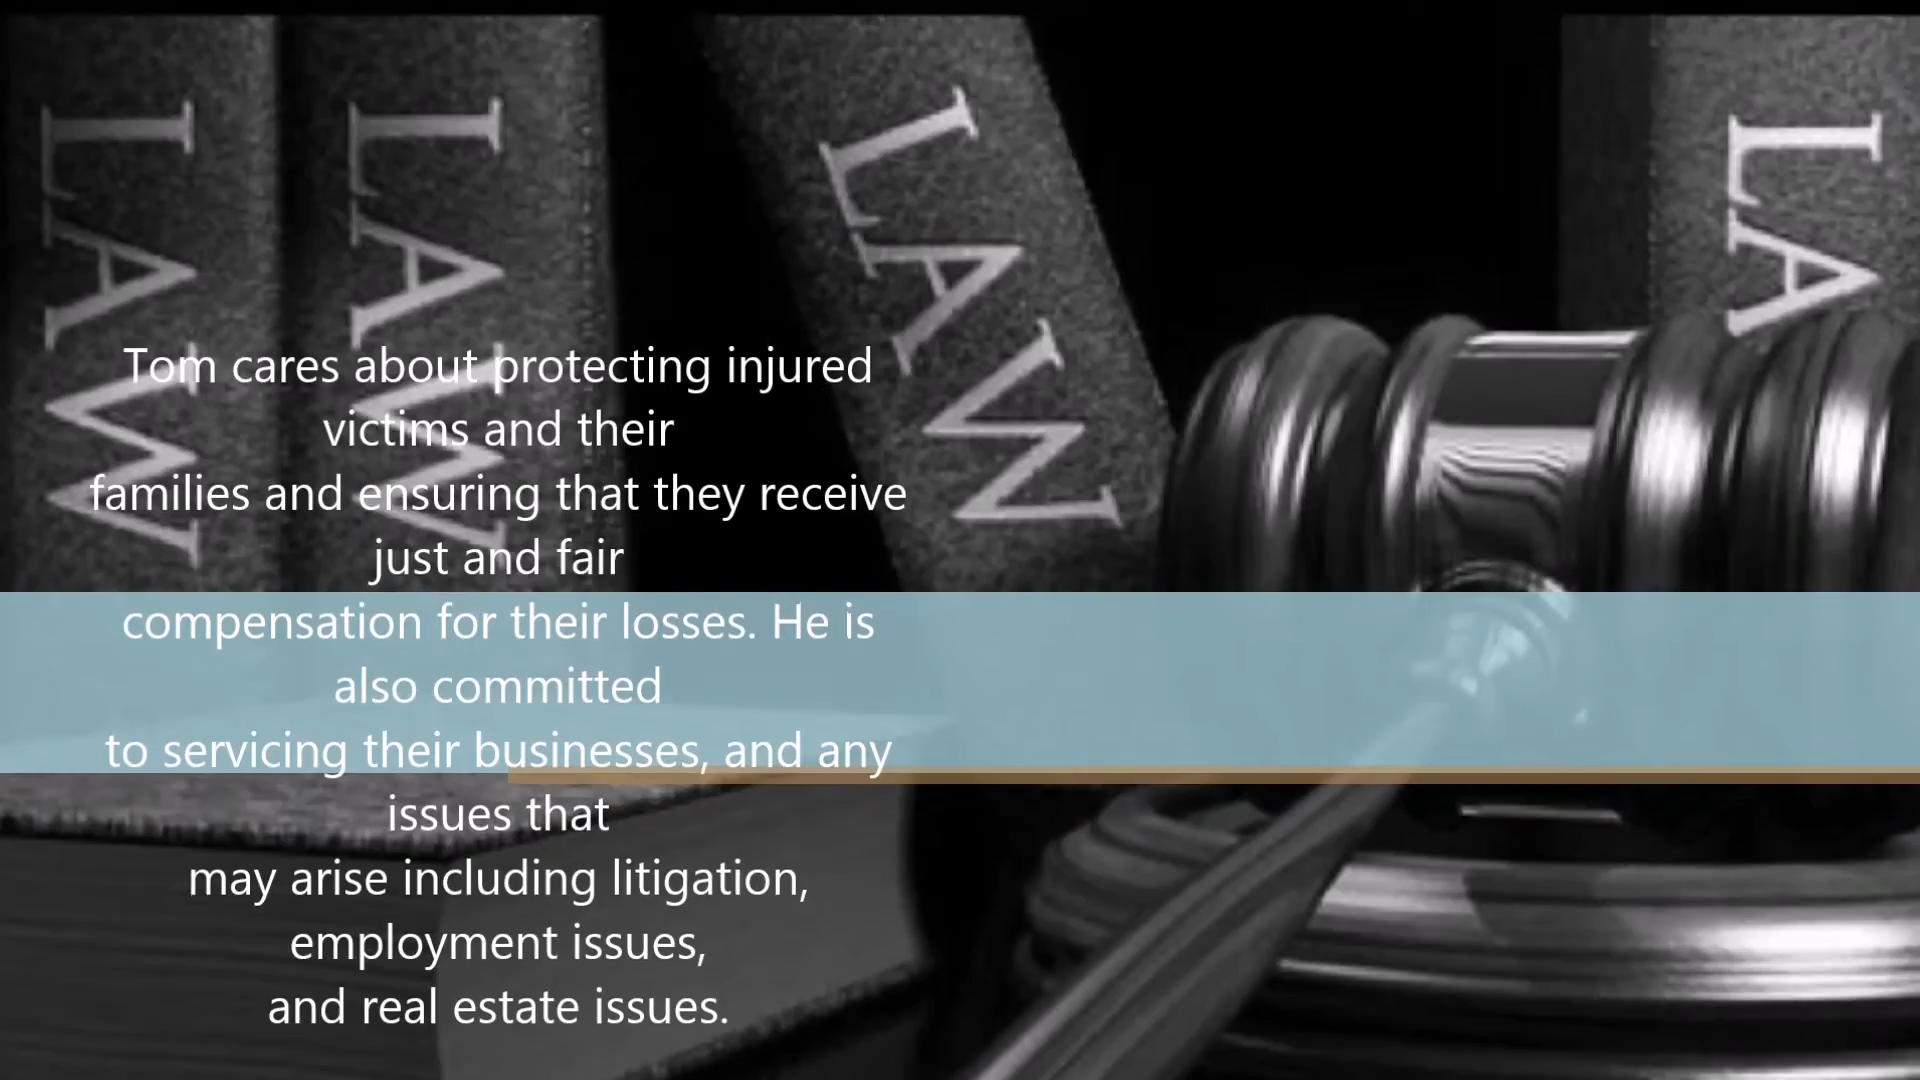 LAW
LAW
LAW
LA
Tom cares about protecting injured
victims and their
families and ensuring that they receive
just and fair
compensation for their losses. He is
also committed
to servicing their businesses, and any
issues that
may arise including litigation,
employment issues,
and real estate issues.